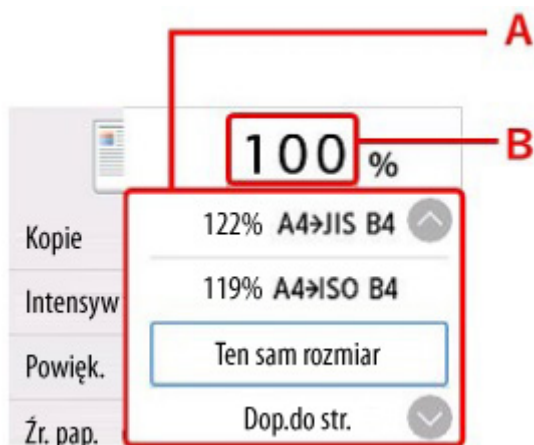 A
100 %
B
Kopie
122% A4→JIS B4
119% A4→ISO B4
Intensyw
Ten sam rozmiar
Powięk.
Dop.do str.
Źr. pap.